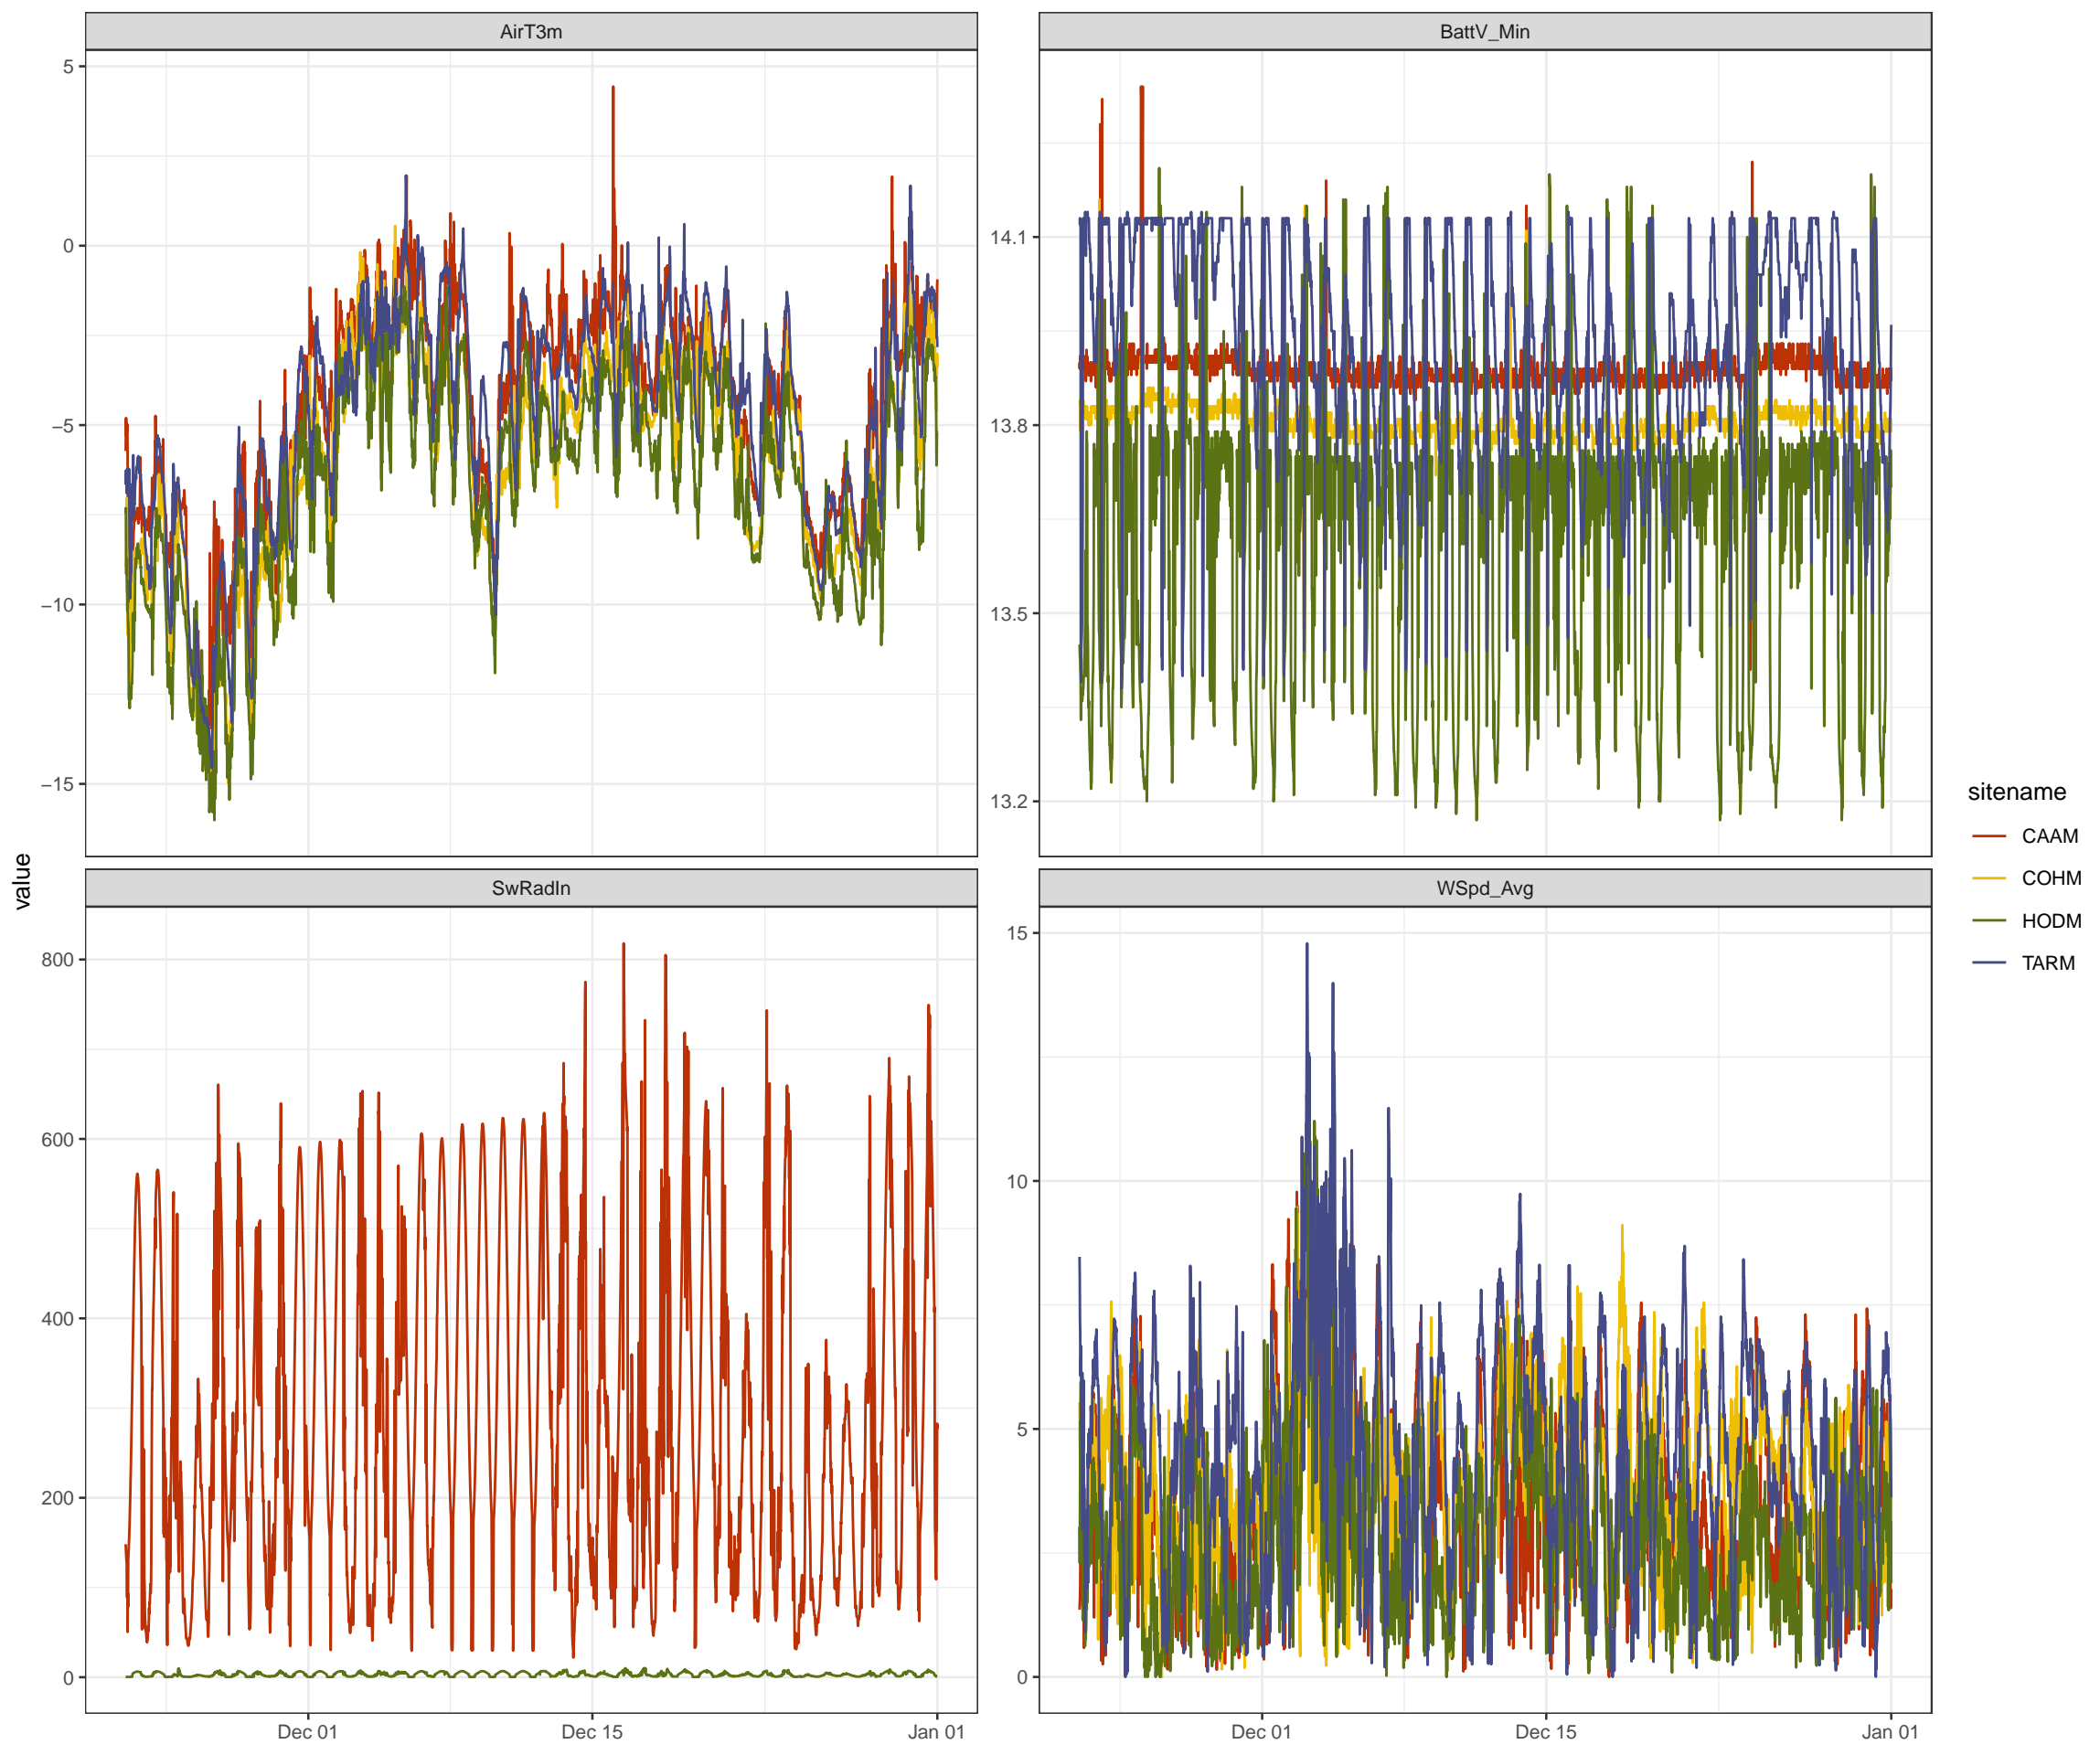 AirT3m
BattV_Min
5
0
−5
−10
−15
14.1
13.8
13.5
13.2
value
SwRadIn
WSpd_Avg
800
600
400
200
0
15
10
5
0
Dec 01
Dec 15
Jan 01
Dec 01
Dec 15
Jan 01
sitename
CAAM
COHM
HODM
TARM